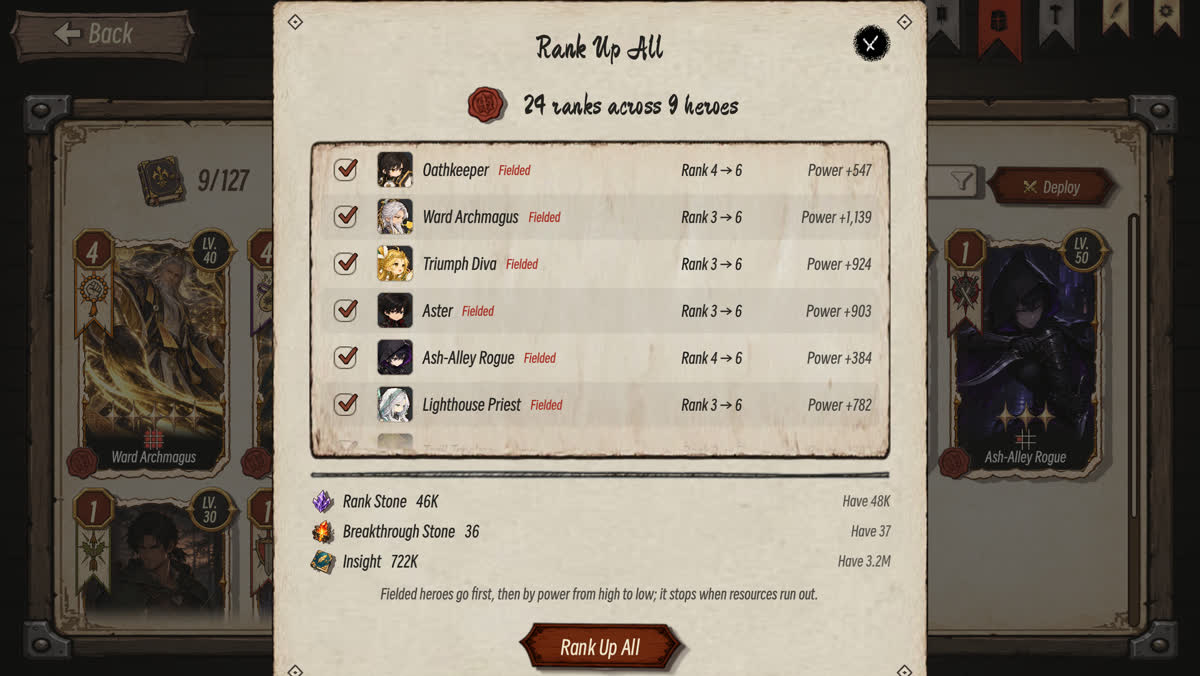 Back
Rank Up All
24 ranks across 9 heroes
9/127
Deploy
Oathkeeper Fielded Rank 4 → 6 Power +547
Ward Archmagus Fielded Rank 3 → 6 Power +1,139
Triumph Diva Fielded Rank 3 → 6 Power +924
Aster Fielded Rank 3 → 6 Power +903
Ash-Alley Rogue Fielded Rank 4 → 6 Power +384
Lighthouse Priest Fielded Rank 3 → 6 Power +782
4
LV. 40
4
Ward Archmagus
1
LV. 50
Ash-Alley Rogue
1
LV. 30
1
Rank Stone 46K Have 48K
Breakthrough Stone 36 Have 37
Insight 722K Have 3.2M
Fielded heroes go first, then by power from high to low; it stops when resources run out.
Rank Up All